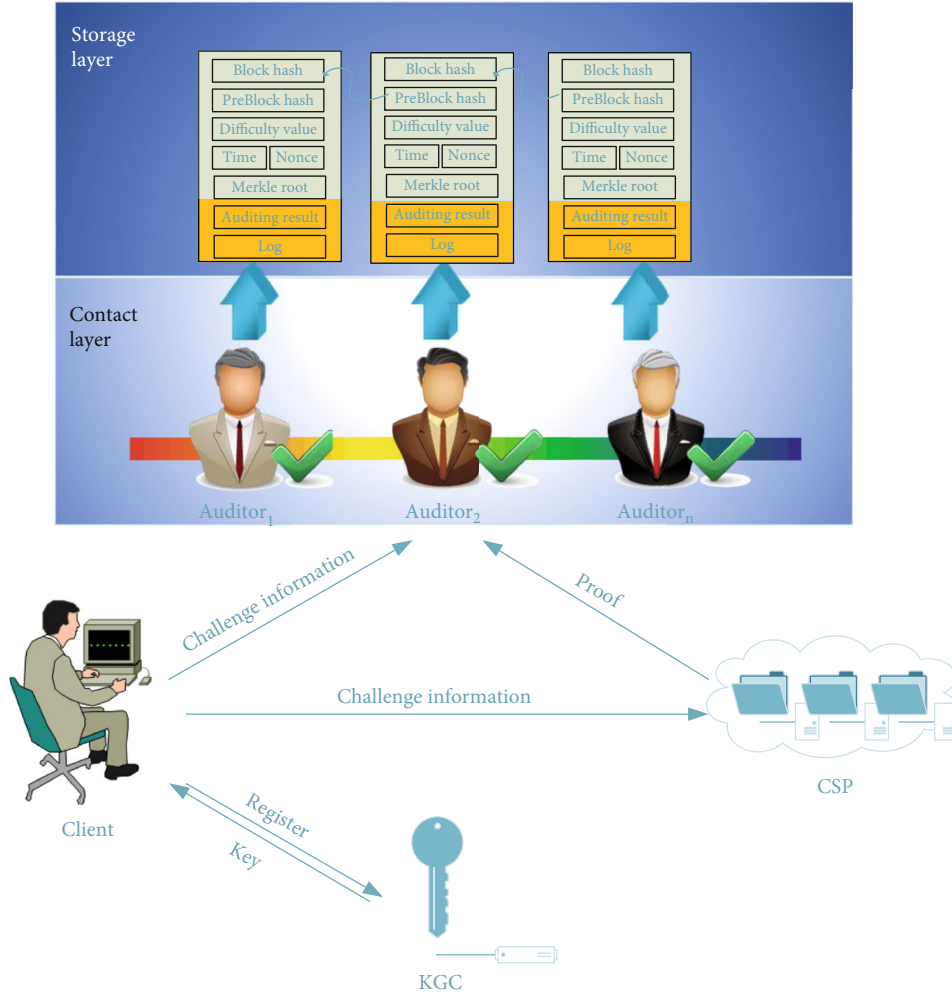 Storage
layer
Block hash
PreBlock hash
Difficulty value
Time Nonce
Merkle root
Auditing result
Log
Block hash
PreBlock hash
Difficulty value
Time Nonce
Merkle root
Auditing result
Log
Block hash
PreBlock hash
Difficulty value
Time Nonce
Merkle root
Auditing result
Log
Contact
layer
Auditor1
Auditor2
Auditorn
Challenge information
Proof
Challenge information
Client
CSP
Register
Key
KGC